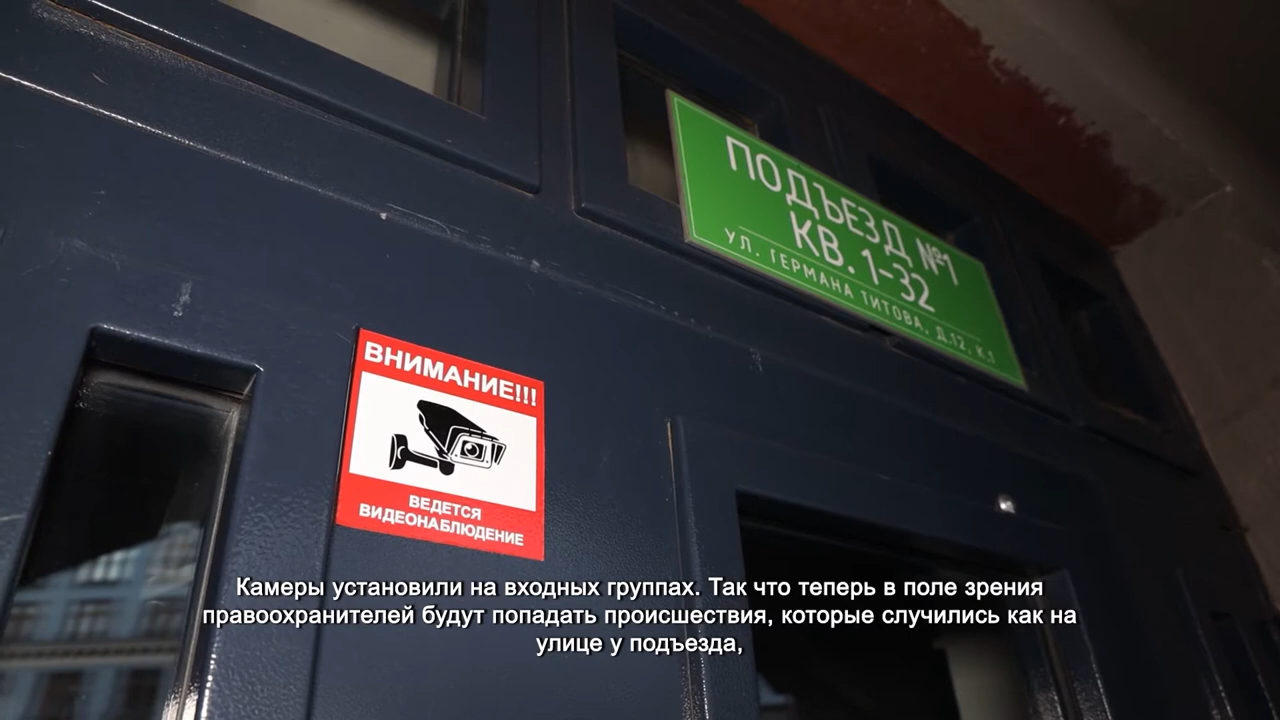 ПОДЪЕЗД №1
КВ. 1-32
УЛ. ГЕРМАНА ТИТОВА, Д.12, К.1
ВНИМАНИЕ!!!
ВЕДЕТСЯ
ВИДЕОНАБЛЮДЕНИЕ
Камеры установили на входных группах. Так что теперь в поле зрения
правоохранителей будут попадать происшествия, которые случились как на
улице у подъезда,